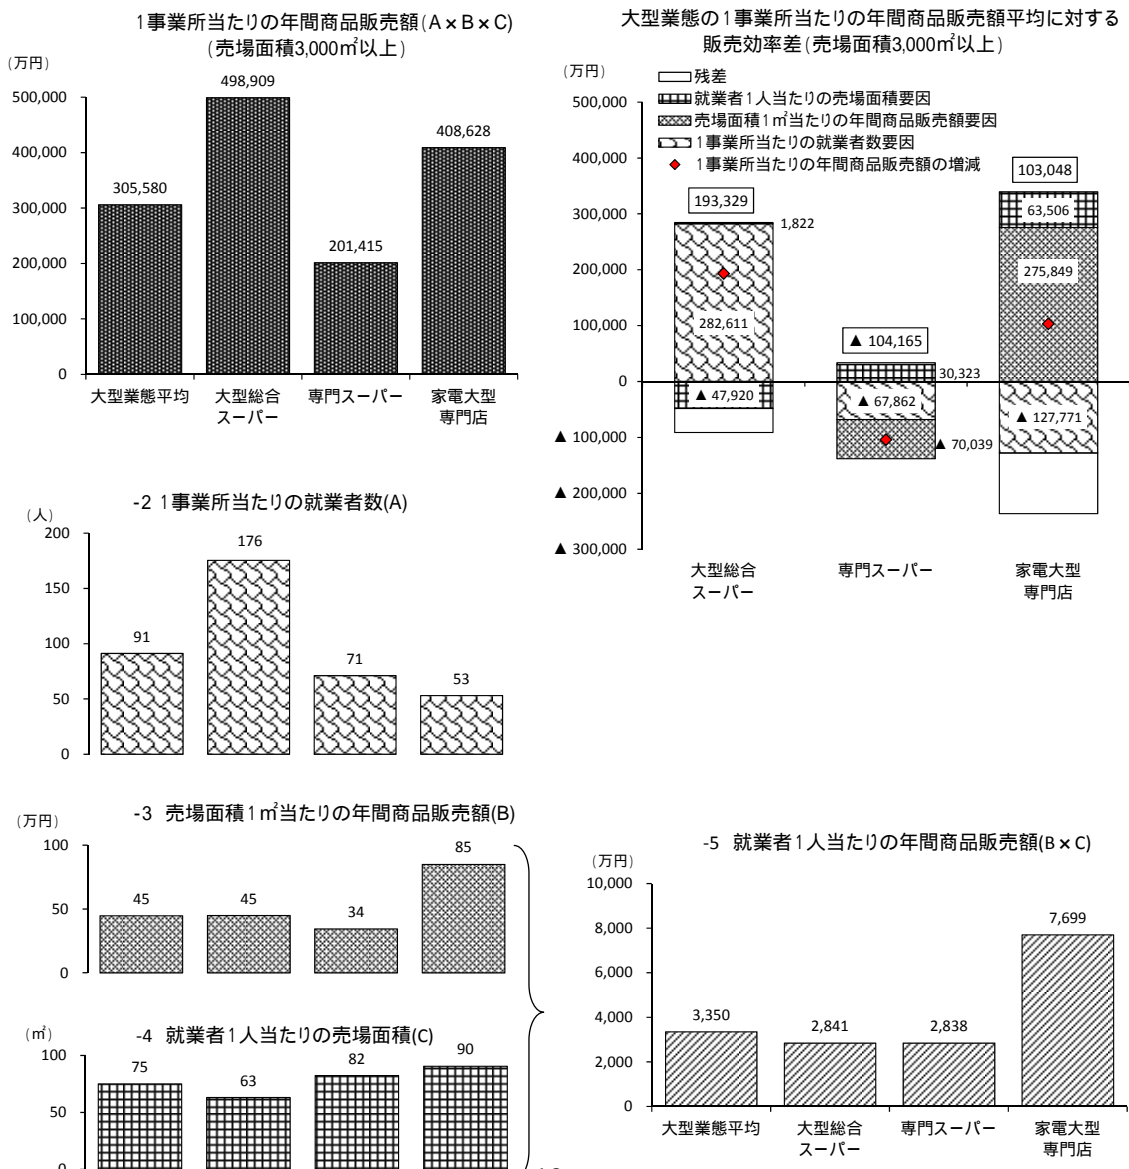 1事業所当たりの年間商品販売額(A×B×C)
(売場面積3,000㎡以上)
(万円)
500,000
400,000
300,000
200,000
100,000
0
305,580
498,909
201,415
408,628
大型業態平均
大型総合
スーパー
専門スーパー
家電大型
専門店
大型業態の1事業所当たりの年間商品販売額平均に対する
販売効率差(売場面積3,000㎡以上)
(万円)
残差
就業者1人当たりの売場面積要因
売場面積1㎡当たりの年間商品販売額要因
1事業所当たりの就業者数要因
1事業所当たりの年間商品販売額の増減
500,000
400,000
300,000
200,000
100,000
0
▲ 100,000
▲ 200,000
▲ 300,000
193,329
1,822
282,611
▲ 47,920
▲ 104,165
30,323
▲ 67,862
▲ 70,039
103,048
63,506
275,849
▲ 127,771
大型総合
スーパー
専門スーパー
家電大型
専門店
-2 1事業所当たりの就業者数(A)
(人)
200
150
100
50
0
91
176
71
53
-3 売場面積1㎡当たりの年間商品販売額(B)
(万円)
100
50
0
45
45
34
85
-4 就業者1人当たりの売場面積(C)
(㎡)
100
50
0
75
63
82
90
-5 就業者1人当たりの年間商品販売額(B×C)
(万円)
10,000
8,000
6,000
4,000
2,000
0
3,350
2,841
2,838
7,699
大型業態平均
大型総合
スーパー
専門スーパー
家電大型
専門店